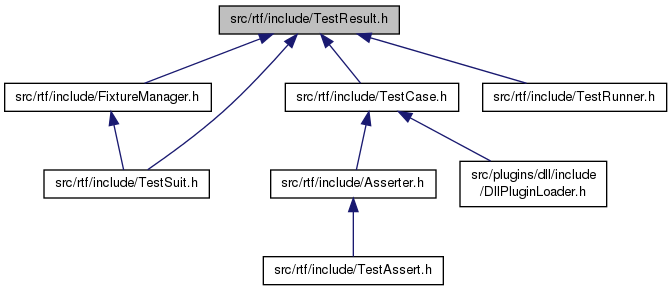 src/rtf/include/TestResult.h
src/rtf/include/FixtureManager.h
src/rtf/include/TestCase.h
src/rtf/include/TestRunner.h
src/rtf/include/TestSuit.h
src/rtf/include/Asserter.h
src/plugins/dll/include
/DllPluginLoader.h
src/rtf/include/TestAssert.h